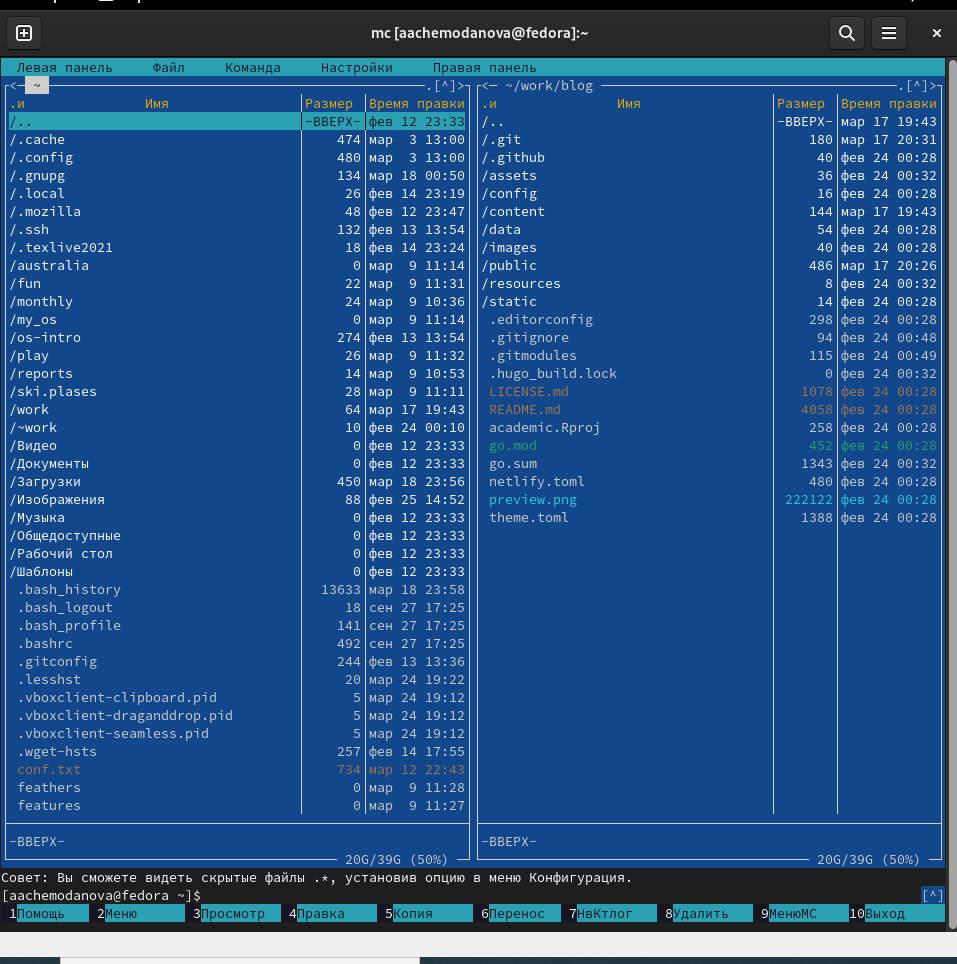 mc [aachemodanova@fedora]:~
Левая панель Файл Команда Настройки Правая панель
<— ~ .[^]> <— ~/work/blog .[^]>
.и Имя Размер Время правки .и Имя Размер Время правки
/.. -ВВЕРХ- фев 12 23:33 /.. -ВВЕРХ- мар 17 19:43
/.cache 474 мар 3 13:00 /.git 180 мар 17 20:31
/.config 480 мар 3 13:00 /.github 40 фев 24 00:28
/.gnupg 134 мар 18 00:50 /assets 36 фев 24 00:32
/.local 26 фев 14 23:19 /config 16 фев 24 00:28
/.mozilla 48 фев 12 23:47 /content 144 мар 17 19:43
/.ssh 132 фев 13 13:54 /data 54 фев 24 00:28
/.texlive2021 18 фев 14 23:24 /images 40 фев 24 00:28
/australia 0 мар 9 11:14 /public 486 мар 17 20:26
/fun 22 мар 9 11:31 /resources 8 фев 24 00:32
/monthly 24 мар 9 10:36 /static 14 фев 24 00:28
/my_os 0 мар 9 11:14 .editorconfig 298 фев 24 00:28
/os-intro 274 фев 13 13:54 .gitignore 94 фев 24 00:48
/play 26 мар 9 11:32 .gitmodules 115 фев 24 00:49
/reports 14 мар 9 10:53 .hugo_build.lock 0 фев 24 00:32
/ski.plases 28 мар 9 11:11 LICENSE.md 1078 фев 24 00:28
/work 64 мар 17 19:43 README.md 4058 фев 24 00:28
/~work 10 фев 24 00:10 academic.Rproj 258 фев 24 00:28
/Видео 0 фев 12 23:33 go.mod 452 фев 24 00:28
/Документы 0 фев 12 23:33 go.sum 1343 фев 24 00:32
/Загрузки 450 мар 18 23:56 netlify.toml 480 фев 24 00:28
/Изображения 88 фев 25 14:52 preview.png 222122 фев 24 00:28
/Музыка 0 фев 12 23:33 theme.toml 1388 фев 24 00:28
/Общедоступные 0 фев 12 23:33
/Рабочий стол 0 фев 12 23:33
/Шаблоны 0 фев 12 23:33
.bash_history 13633 мар 18 23:58
.bash_logout 18 сен 27 17:25
.bash_profile 141 сен 27 17:25
.bashrc 492 сен 27 17:25
.gitconfig 244 фев 13 13:36
.lesshst 20 мар 24 19:22
.vboxclient-clipboard.pid 5 мар 24 19:12
.vboxclient-draganddrop.pid 5 мар 24 19:12
.vboxclient-seamless.pid 5 мар 24 19:12
.wget-hsts 257 фев 14 17:55
conf.txt 734 мар 12 22:43
feathers 0 мар 9 11:28
features 0 мар 9 11:27
-ВВЕРХ- -ВВЕРХ-
20G/39G (50%) 20G/39G (50%)
Совет: Вы сможете видеть скрытые файлы .*, установив опцию в меню Конфигурация.
[aachemodanova@fedora ~]$ [^]
1Помощь 2Меню 3Просмотр 4Правка 5Копия 6Перенос 7НвКтлог 8Удалить 9МенюМС 10Выход